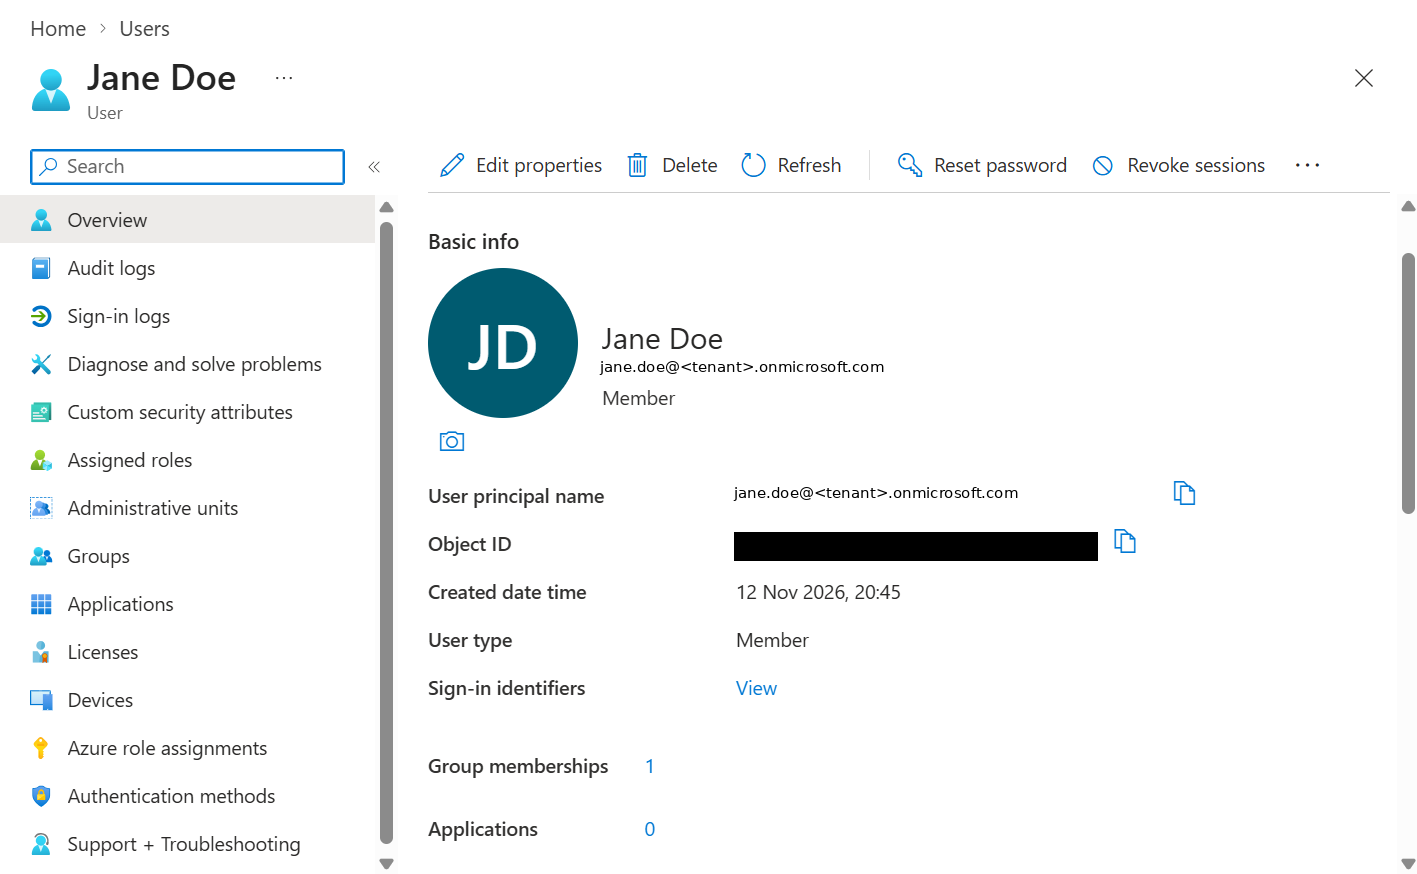 Home > Users
Jane Doe ...
User
Search «
Edit properties Delete Refresh Reset password Revoke sessions ...
Overview
Audit logs
Sign-in logs
Diagnose and solve problems
Custom security attributes
Assigned roles
Administrative units
Groups
Applications
Licenses
Devices
Azure role assignments
Authentication methods
Support + Troubleshooting
Basic info
JD
Jane Doe
jane.doe@<tenant>.onmicrosoft.com
Member
User principal name jane.doe@<tenant>.onmicrosoft.com
Object ID
Created date time 12 Nov 2026, 20:45
User type Member
Sign-in identifiers View
Group memberships 1
Applications 0